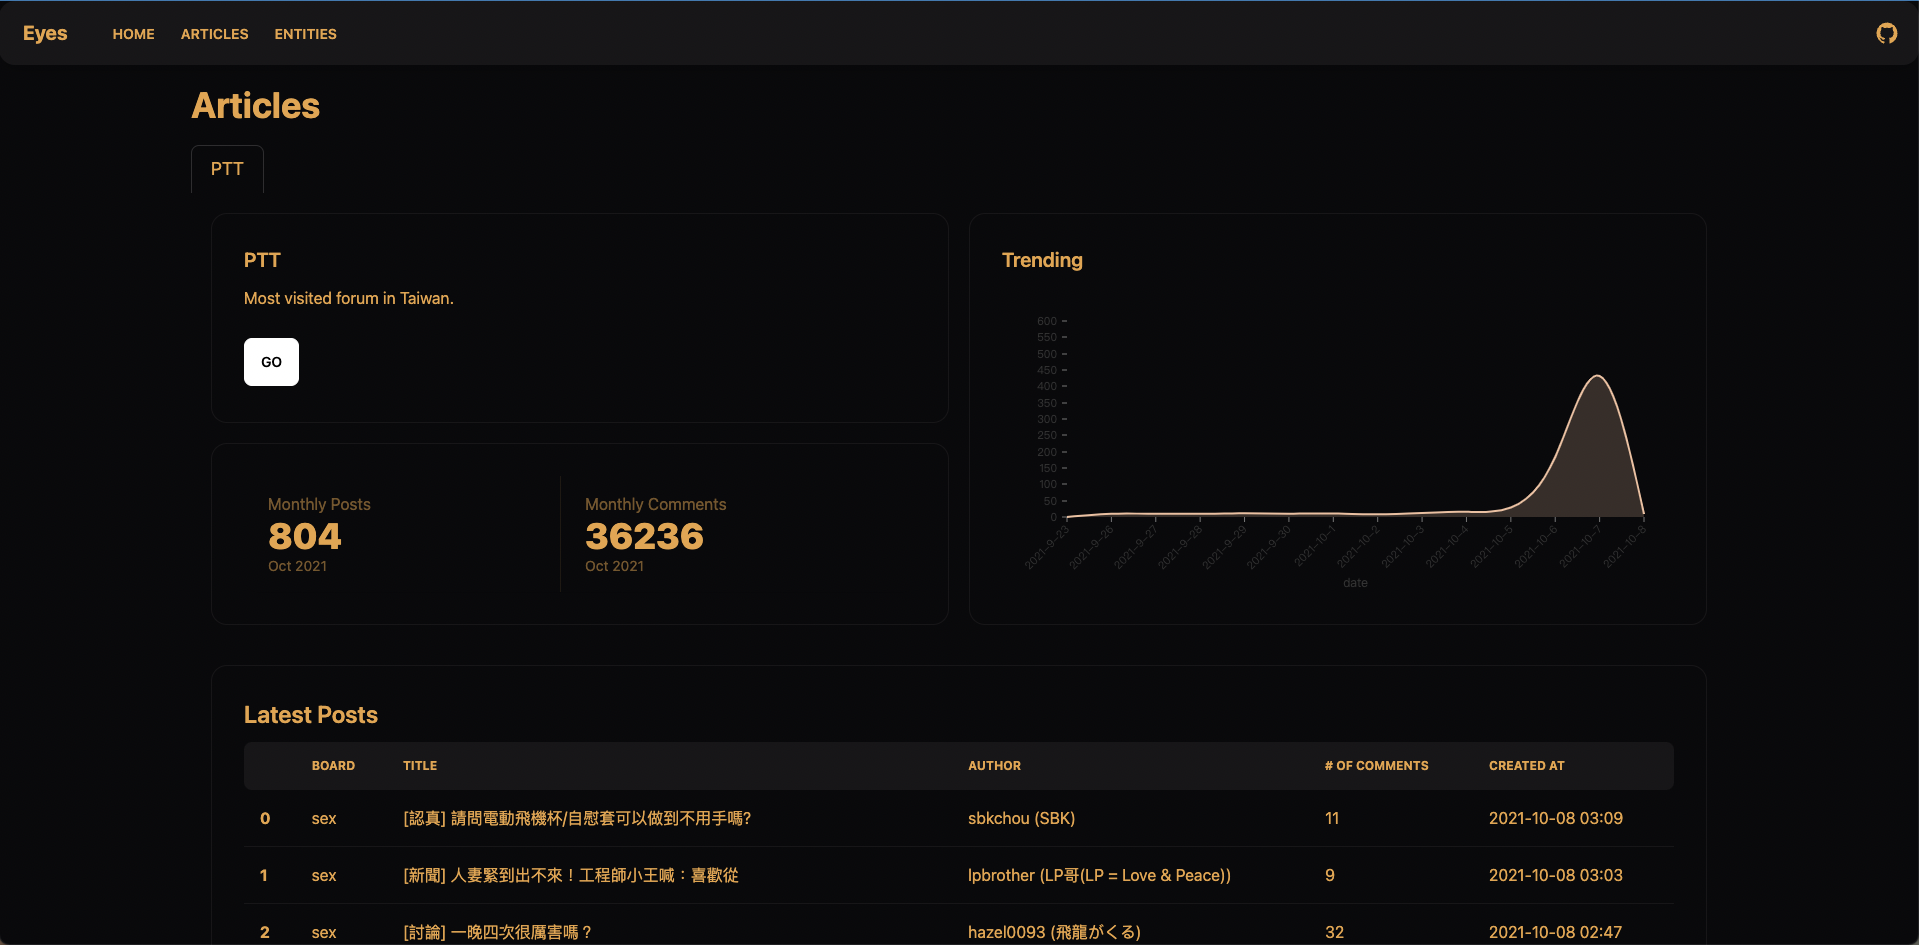 Eyes HOME ARTICLES ENTITIES
Articles
PTT
PTT
Most visited forum in Taiwan.
GO
Monthly Posts
804
Oct 2021
Monthly Comments
36236
Oct 2021
Trending
600
550
500
450
400
350
300
250
200
150
100
50
0
2021-9-23 2021-9-26 2021-9-27 2021-9-28 2021-9-29 2021-9-30 2021-10-1 2021-10-2 2021-10-3 2021-10-4 2021-10-5 2021-10-6 2021-10-7 2021-10-8
date
Latest Posts
BOARD TITLE AUTHOR # OF COMMENTS CREATED AT
0 sex [認真] 請問電動飛機杯/自慰套可以做到不用手嗎? sbkchou (SBK) 11 2021-10-08 03:09
1 sex [新聞] 人妻緊到出不來！工程師小王喊：喜歡從 lpbrother (LP哥(LP = Love & Peace)) 9 2021-10-08 03:03
2 sex [討論] 一晚四次很厲害嗎？ hazel0093 (飛龍がくる) 32 2021-10-08 02:47